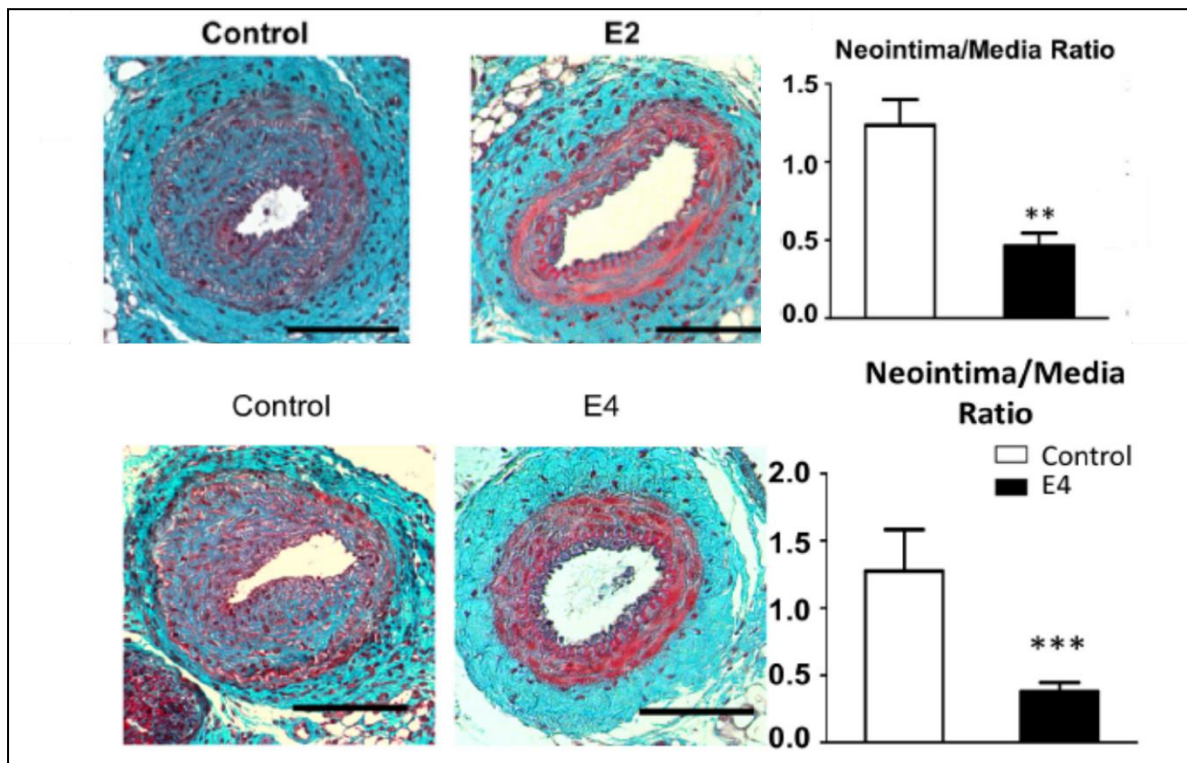 Control
E2
Neointima/Media Ratio
1.5
1.0
**
0.5
0.0
Control
E4
Neointima/Media
Ratio
Control
E4
2.0
1.5
1.0
***
0.5
0.0